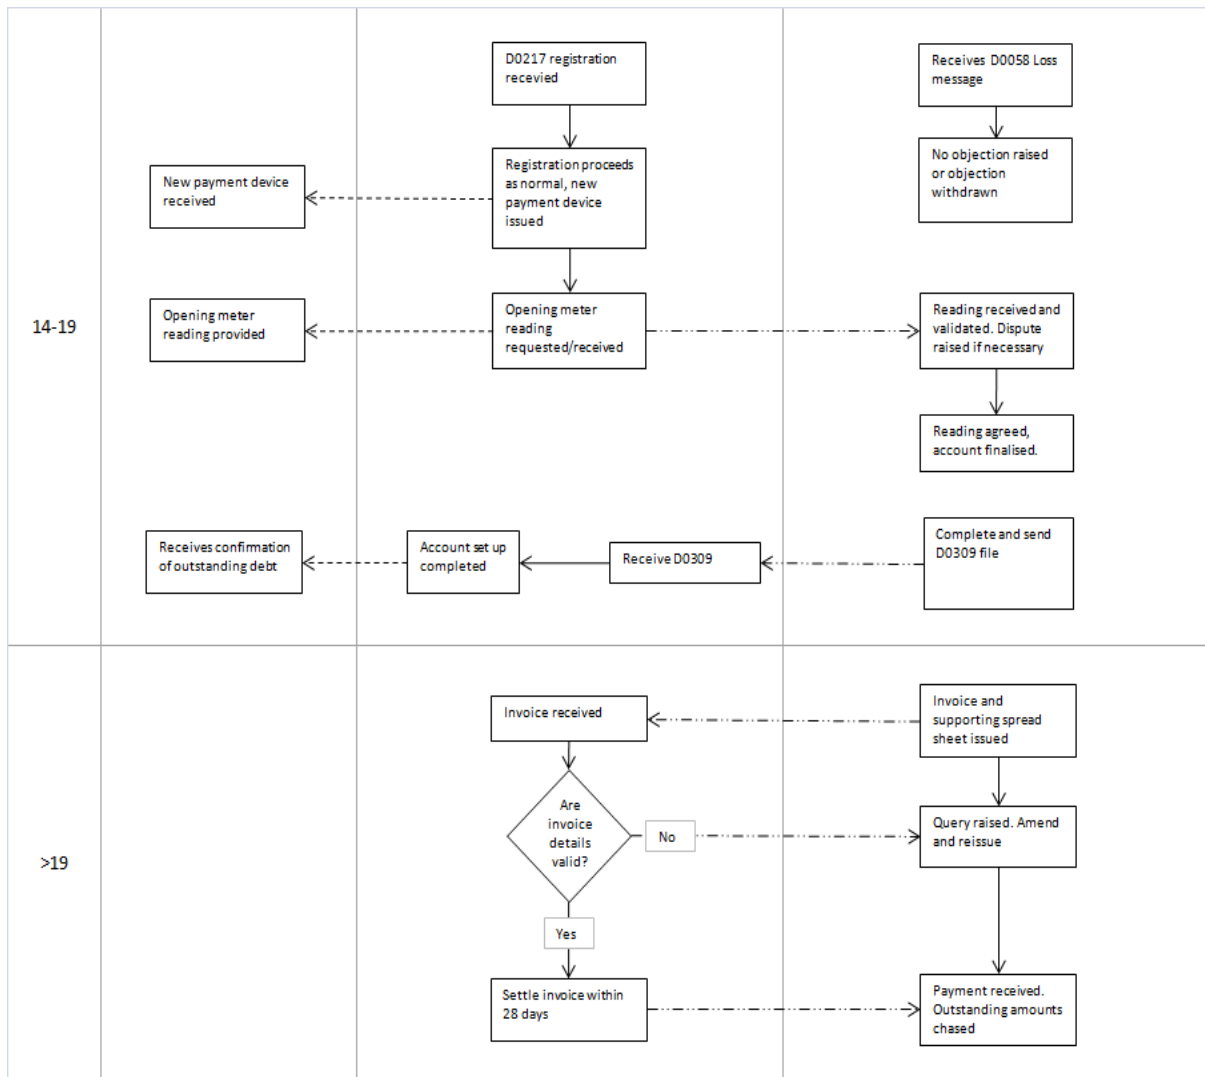 D0217 registration
recevied
Receives D0058 Loss
message
New payment device
received
Registration proceeds
as normal, new
payment device
issued
No objection raised
or objection
withdrawn
14-19
Opening meter
reading provided
Opening meter
reading
requested/received
Reading received and
validated. Dispute
raised if necessary
Reading agreed,
account finalised.
Receives confirmation
of outstanding debt
Account set up
completed
Receive D0309
Complete and send
D0309 file
>19
Invoice received
Invoice and
supporting spread
sheet issued
Are
invoice
details
valid?
No
Query raised. Amend
and reissue
Yes
Settle invoice within
28 days
Payment received.
Outstanding amounts
chased